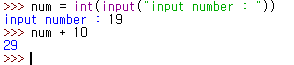 >>> num = int(input("input number : "))
input number : 19
>>> num + 10
29
>>>